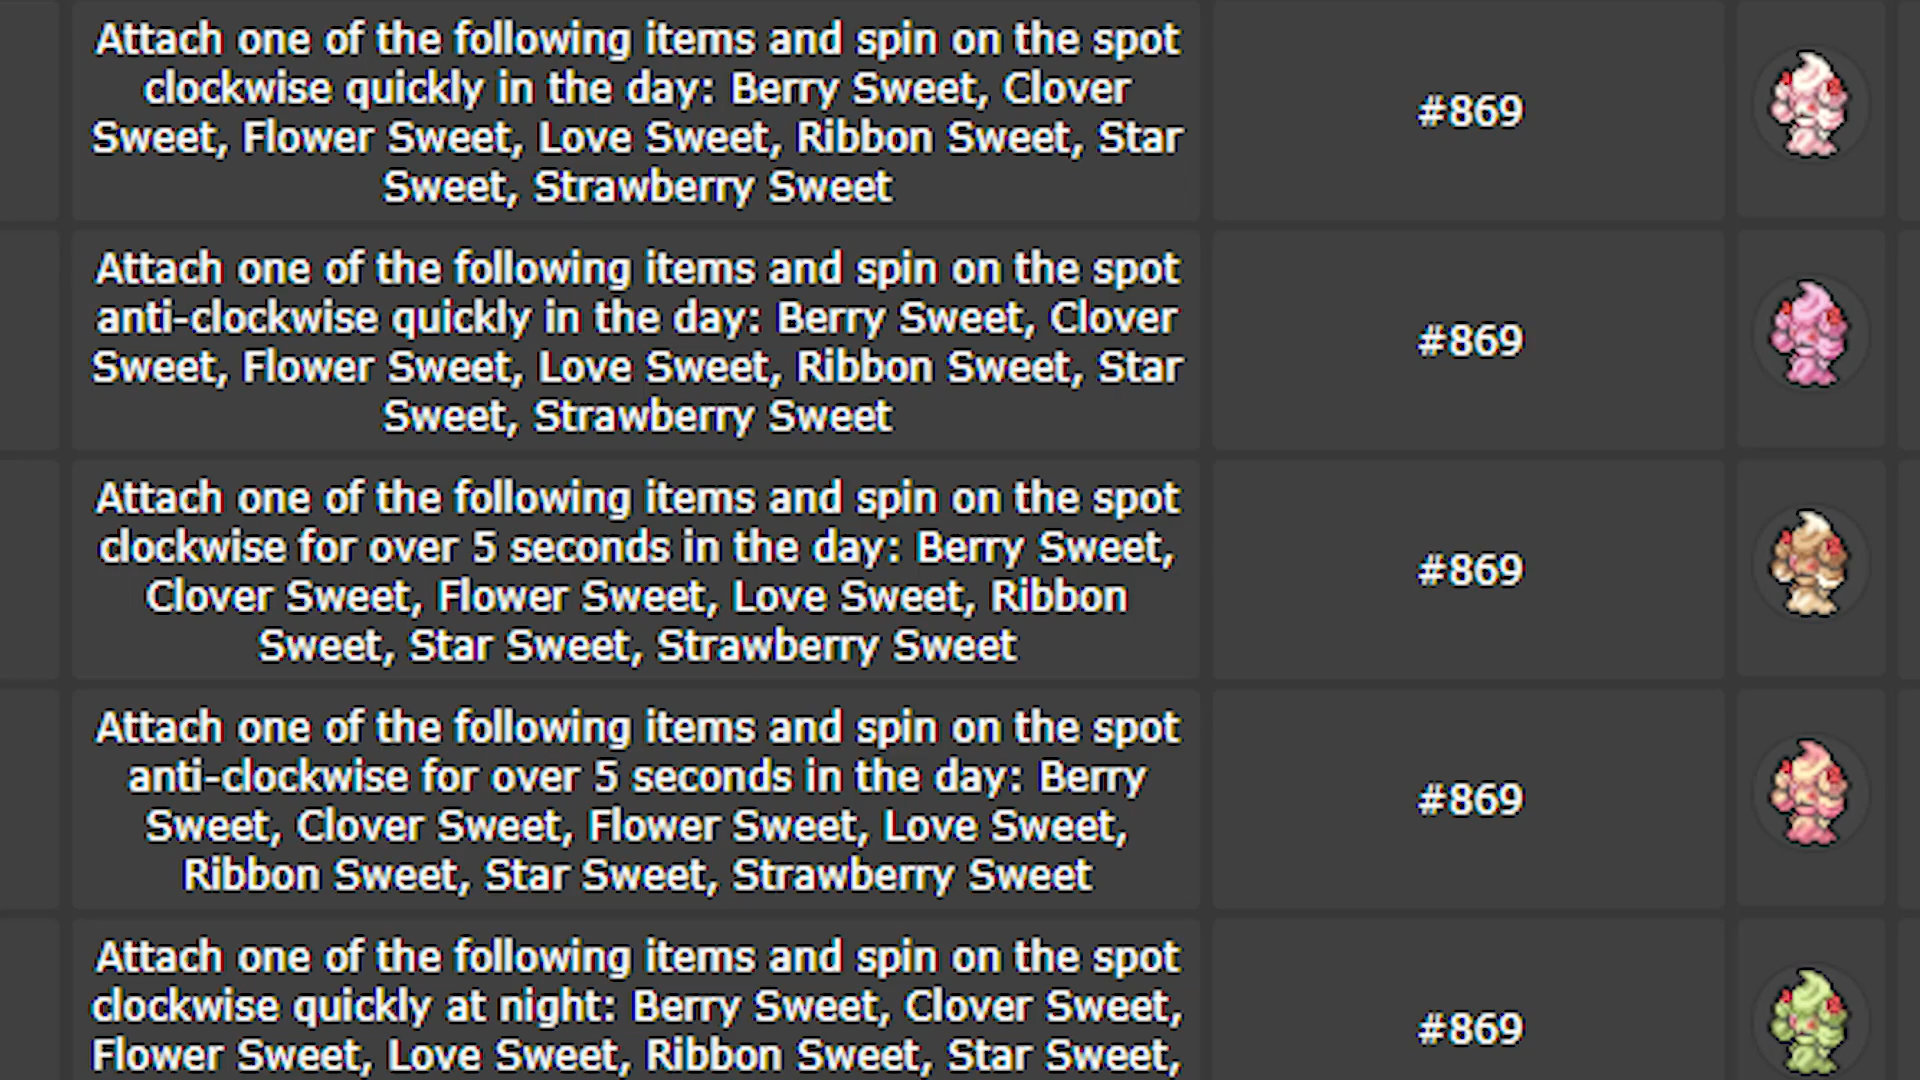 Attach one of the following items and spin on the spot
clockwise quickly in the day: Berry Sweet, Clover
Sweet, Flower Sweet, Love Sweet, Ribbon Sweet, Star
Sweet, Strawberry Sweet
#869
Attach one of the following items and spin on the spot
anti-clockwise quickly in the day: Berry Sweet, Clover
Sweet, Flower Sweet, Love Sweet, Ribbon Sweet, Star
Sweet, Strawberry Sweet
#869
Attach one of the following items and spin on the spot
clockwise for over 5 seconds in the day: Berry Sweet,
Clover Sweet, Flower Sweet, Love Sweet, Ribbon
Sweet, Star Sweet, Strawberry Sweet
#869
Attach one of the following items and spin on the spot
anti-clockwise for over 5 seconds in the day: Berry
Sweet, Clover Sweet, Flower Sweet, Love Sweet,
Ribbon Sweet, Star Sweet, Strawberry Sweet
#869
Attach one of the following items and spin on the spot
clockwise quickly at night: Berry Sweet, Clover Sweet,
Flower Sweet, Love Sweet, Ribbon Sweet, Star Sweet,
#869